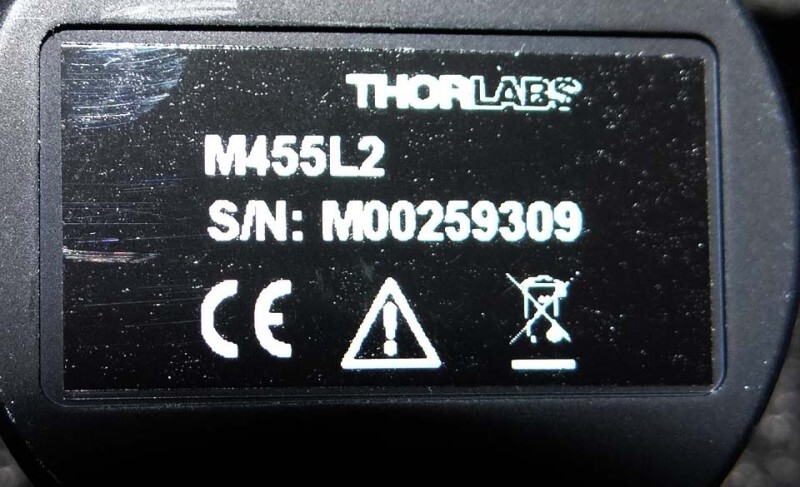 THORLABS
M455L2
S/N: M00259309
CE